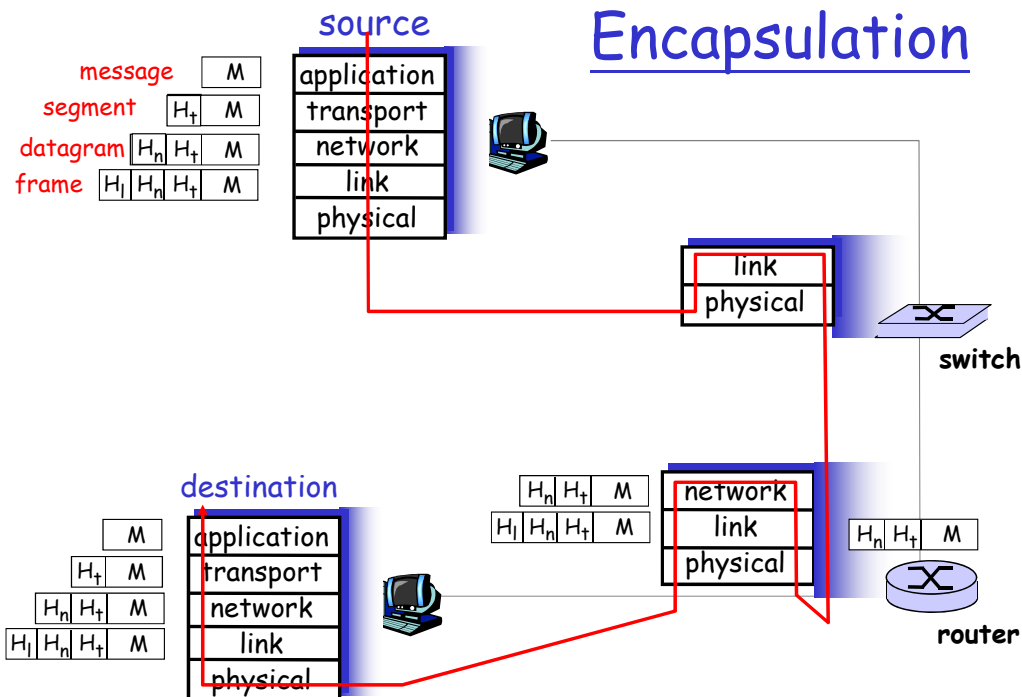 source
Encapsulation
message M
segment Ht M
datagram Hn Ht M
frame Hl Hn Ht M
application
transport
network
link
physical
link
physical
switch
destination
M
Ht M
Hn Ht M
Hl Hn Ht M
application
transport
network
link
physical
Hn Ht M
Hl Hn Ht M
network
link
physical
Hn Ht M
router